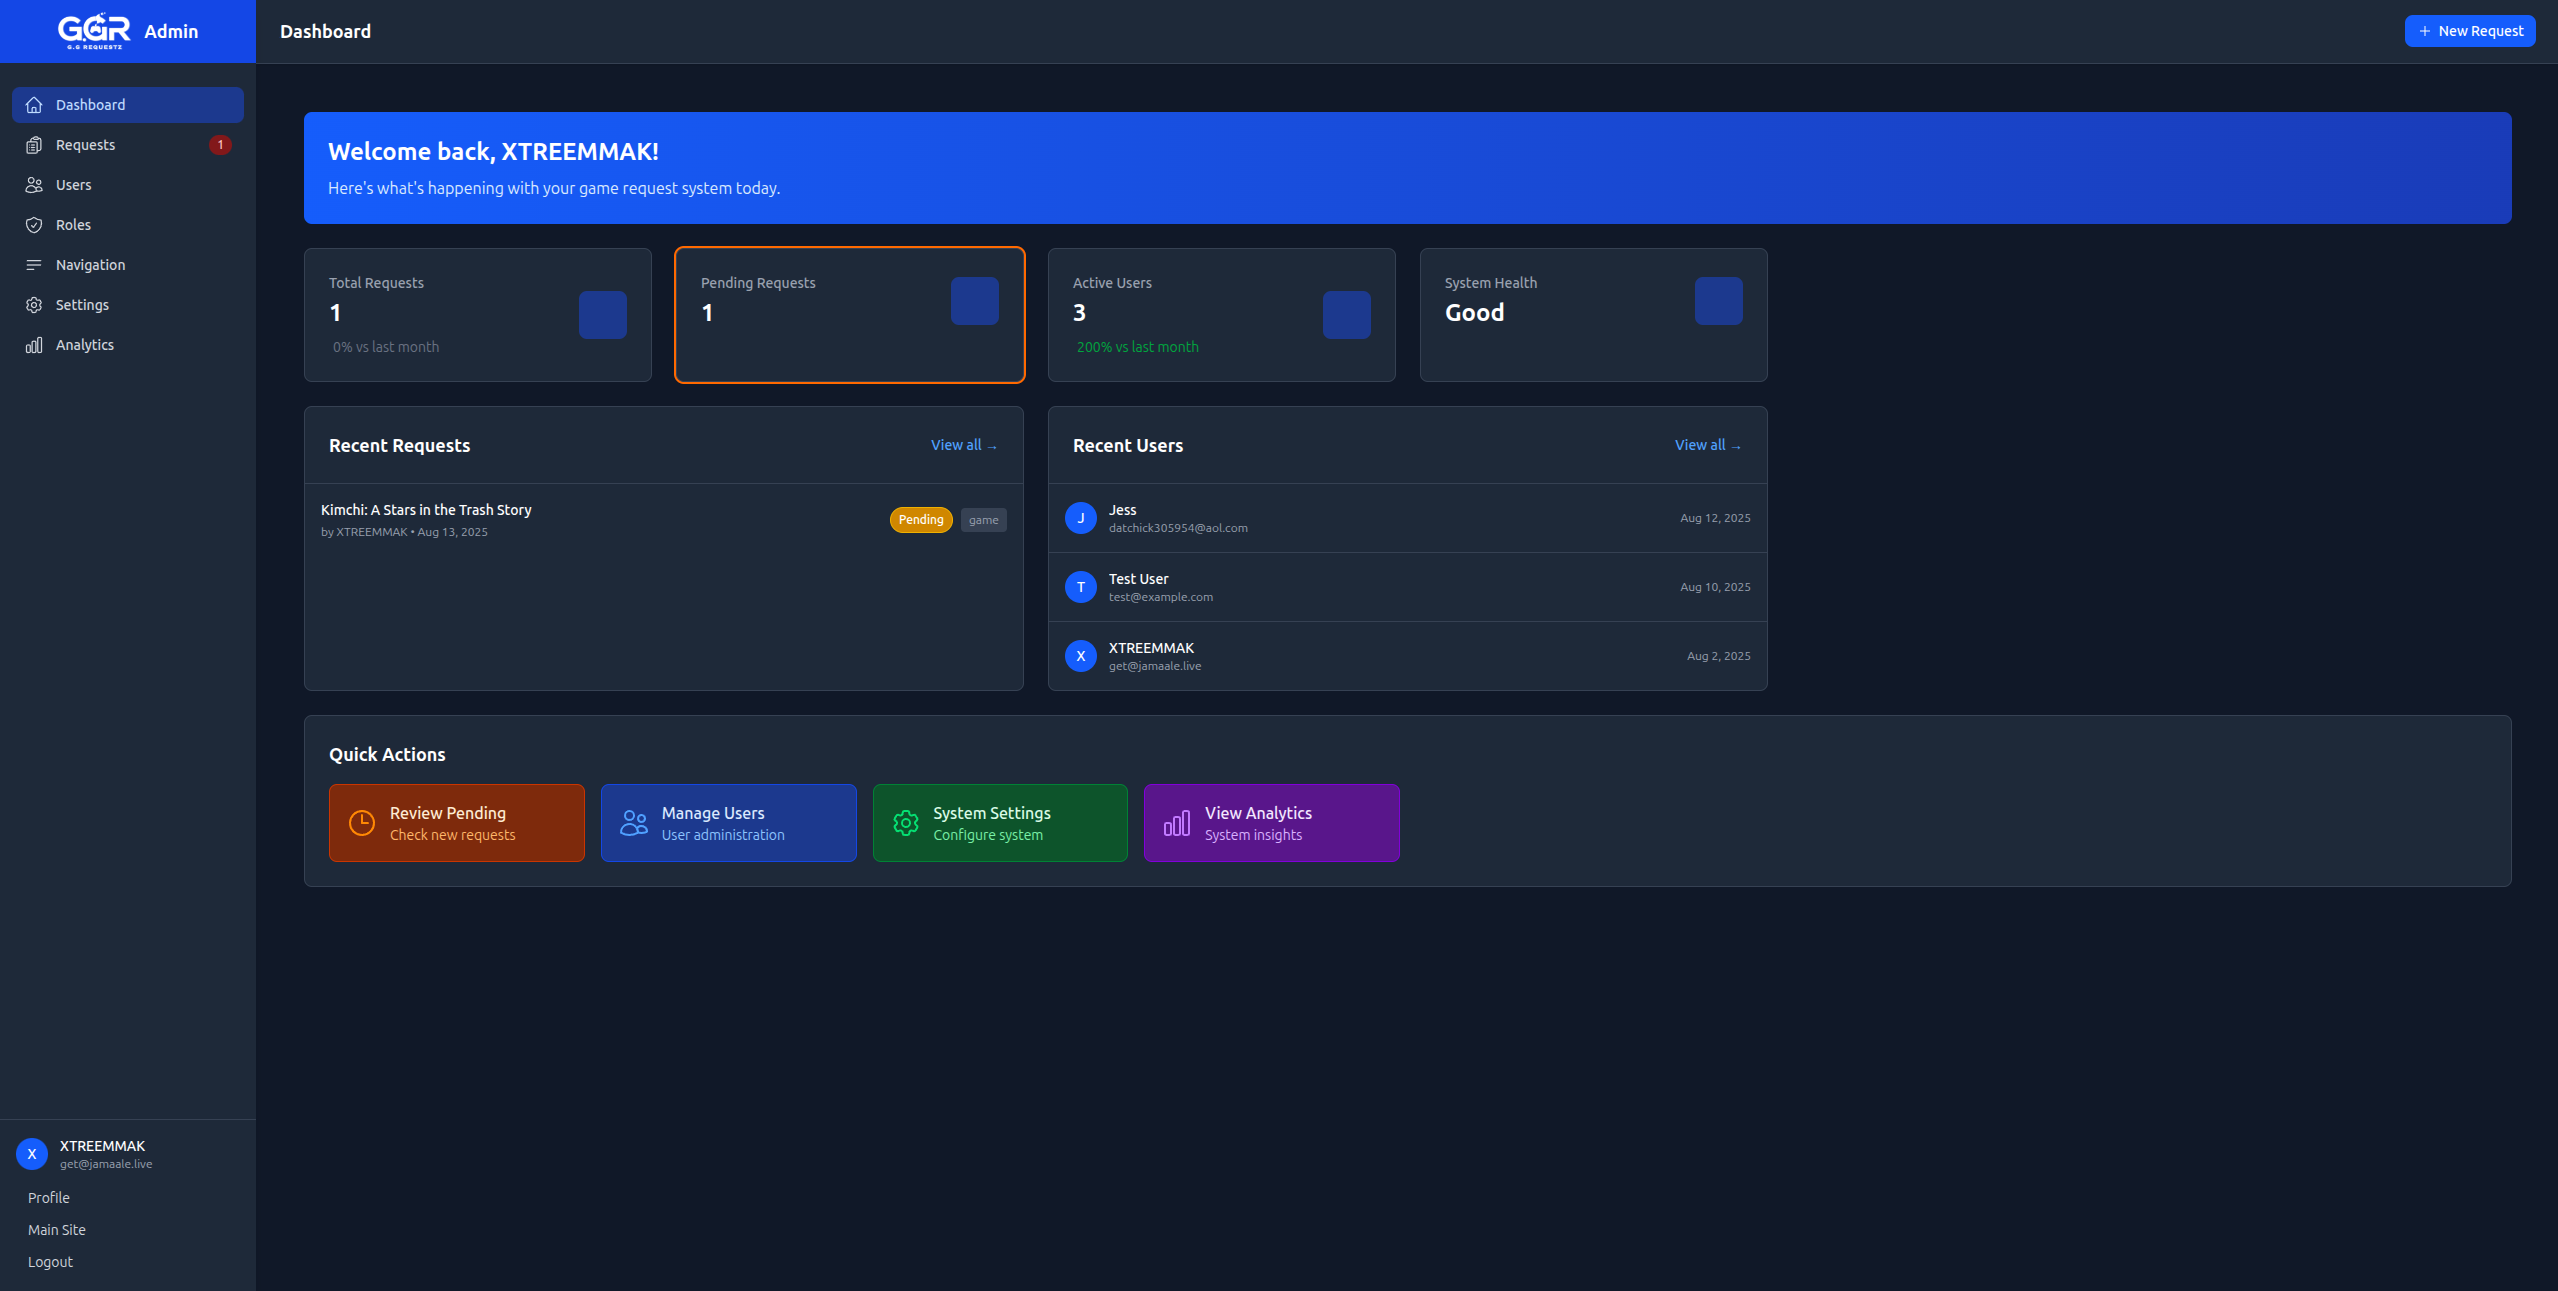 GGR
G.G REQUESTZ
Admin
Dashboard
Requests
1
Users
Roles
Navigation
Settings
Analytics
XTREEMMAK
X
get@jamaale.live
Profile
Main Site
Logout
Dashboard
+ New Request
Welcome back, XTREEMMAK!
Here's what's happening with your game request system today.
Total Requests
1
0% vs last month
Pending Requests
1
Active Users
3
200% vs last month
System Health
Good
Recent Requests
View all →
Kimchi: A Stars in the Trash Story
by XTREEMMAK • Aug 13, 2025
Pending
game
Recent Users
View all →
J
Jess
datchick305954@aol.com
Aug 12, 2025
T
Test User
test@example.com
Aug 10, 2025
X
XTREEMMAK
get@jamaale.live
Aug 2, 2025
Quick Actions
Review Pending
Check new requests
Manage Users
User administration
System Settings
Configure system
View Analytics
System insights